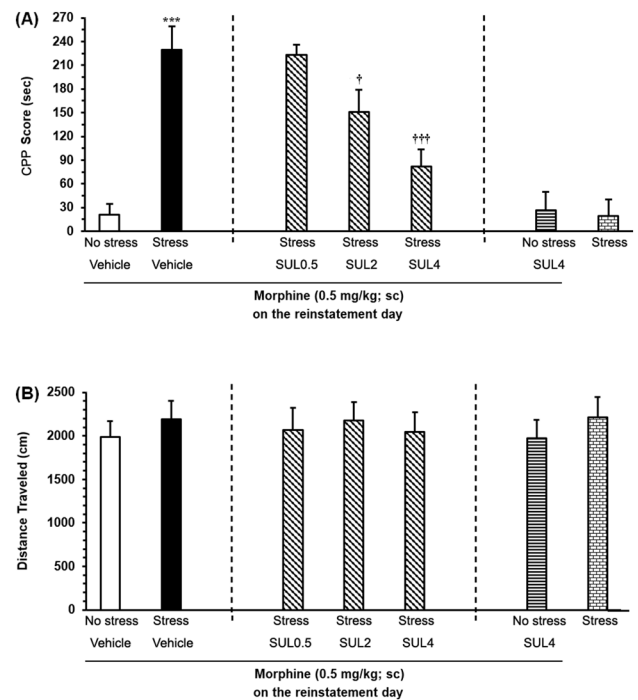 (A)
CPP Score (sec)
270
240
210
180
150
120
90
60
30
0
***
†
†††
No stress Stress Stress Stress Stress No stress Stress
Vehicle Vehicle SUL0.5 SUL2 SUL4 SUL4
Morphine (0.5 mg/kg; sc)
on the reinstatement day
(B)
Distance Traveled (cm)
2500
2000
1500
1000
500
0
No stress Stress Stress Stress Stress No stress Stress
Vehicle Vehicle SUL0.5 SUL2 SUL4 SUL4
Morphine (0.5 mg/kg; sc)
on the reinstatement day